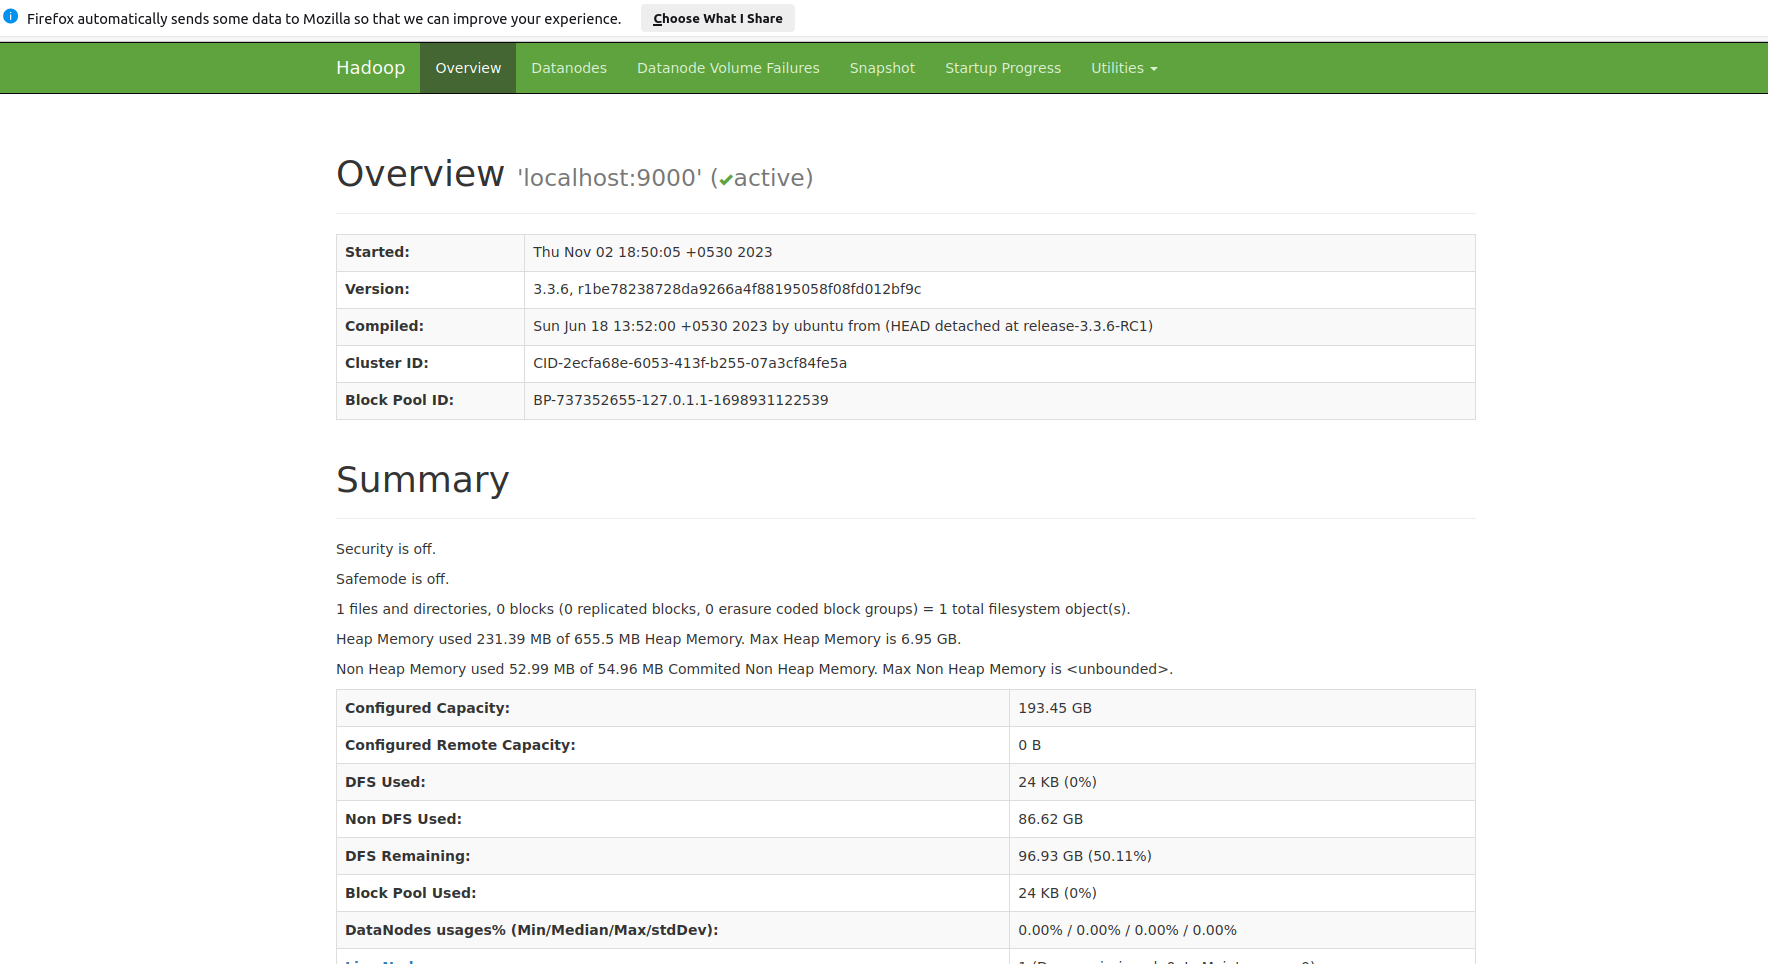 Firefox automatically sends some data to Mozilla so that we can improve your experience. Choose What I Share
Hadoop Overview Datanodes Datanode Volume Failures Snapshot Startup Progress Utilities
Overview 'localhost:9000' (✔active)
Started: Thu Nov 02 18:50:05 +0530 2023
Version: 3.3.6, r1be78238728da9266a4f88195058f08fd012bf9c
Compiled: Sun Jun 18 13:52:00 +0530 2023 by ubuntu from (HEAD detached at release-3.3.6-RC1)
Cluster ID: CID-2ecfa68e-6053-413f-b255-07a3cf84fe5a
Block Pool ID: BP-737352655-127.0.1.1-1698931122539
Summary
Security is off.
Safemode is off.
1 files and directories, 0 blocks (0 replicated blocks, 0 erasure coded block groups) = 1 total filesystem object(s).
Heap Memory used 231.39 MB of 655.5 MB Heap Memory. Max Heap Memory is 6.95 GB.
Non Heap Memory used 52.99 MB of 54.96 MB Commited Non Heap Memory. Max Non Heap Memory is <unbounded>.
Configured Capacity: 193.45 GB
Configured Remote Capacity: 0 B
DFS Used: 24 KB (0%)
Non DFS Used: 86.62 GB
DFS Remaining: 96.93 GB (50.11%)
Block Pool Used: 24 KB (0%)
DataNodes usages% (Min/Median/Max/stdDev): 0.00% / 0.00% / 0.00% / 0.00%